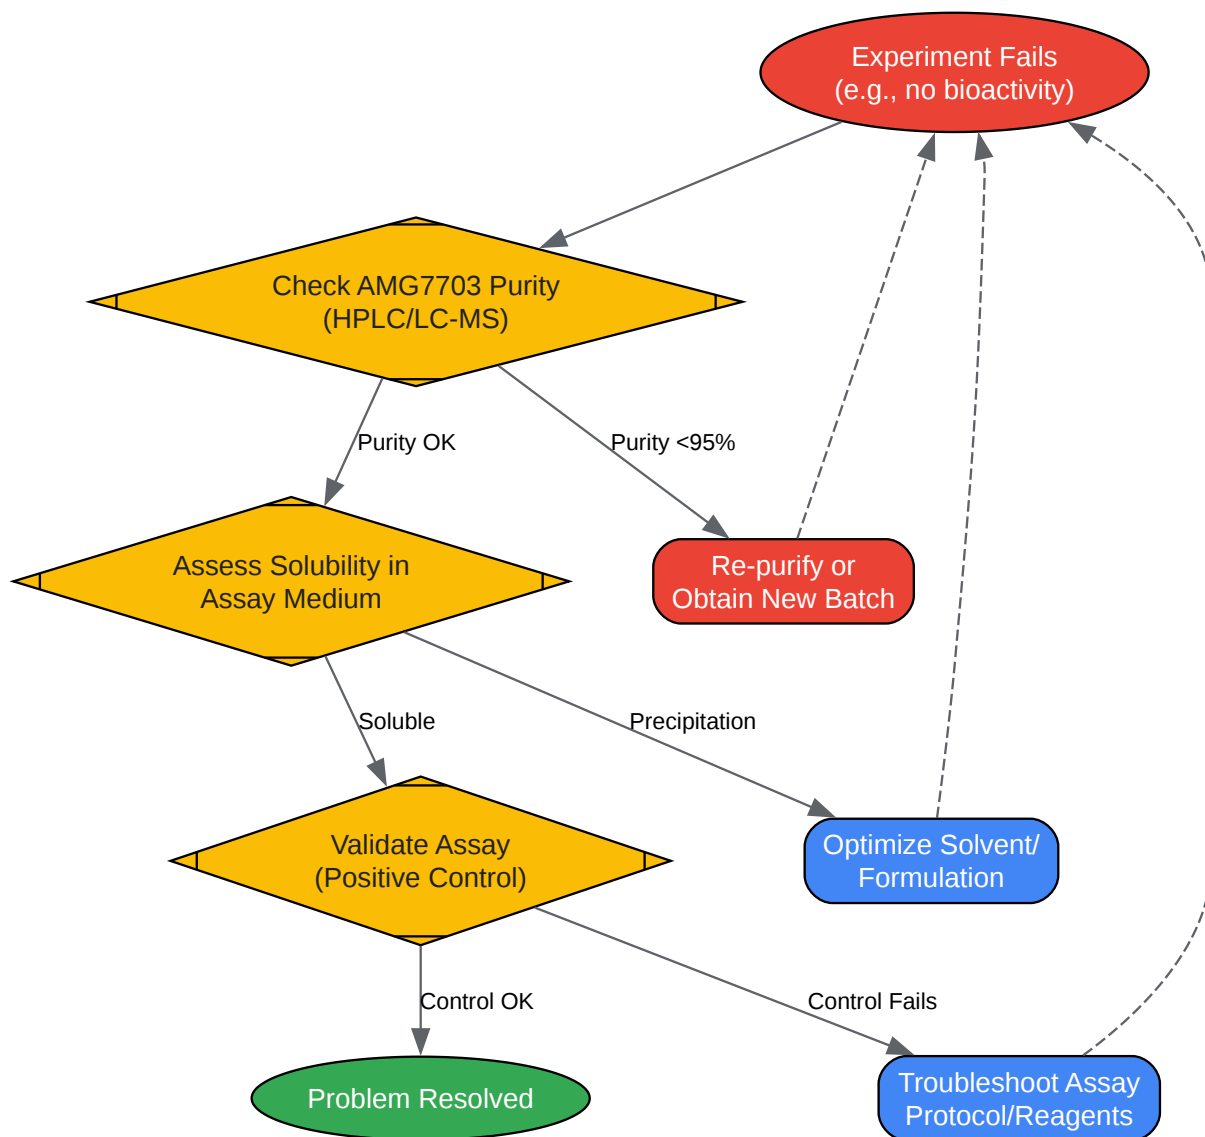 Experiment Fails
(e.g., no bioactivity)
Check AMG7703 Purity
(HPLC/LC-MS)
Purity OK
Purity <95%
Assess Solubility in
Assay Medium
Re-purify or
Obtain New Batch
Soluble
Precipitation
Validate Assay
(Positive Control)
Optimize Solvent/
Formulation
Control OK
Control Fails
Problem Resolved
Troubleshoot Assay
Protocol/Reagents